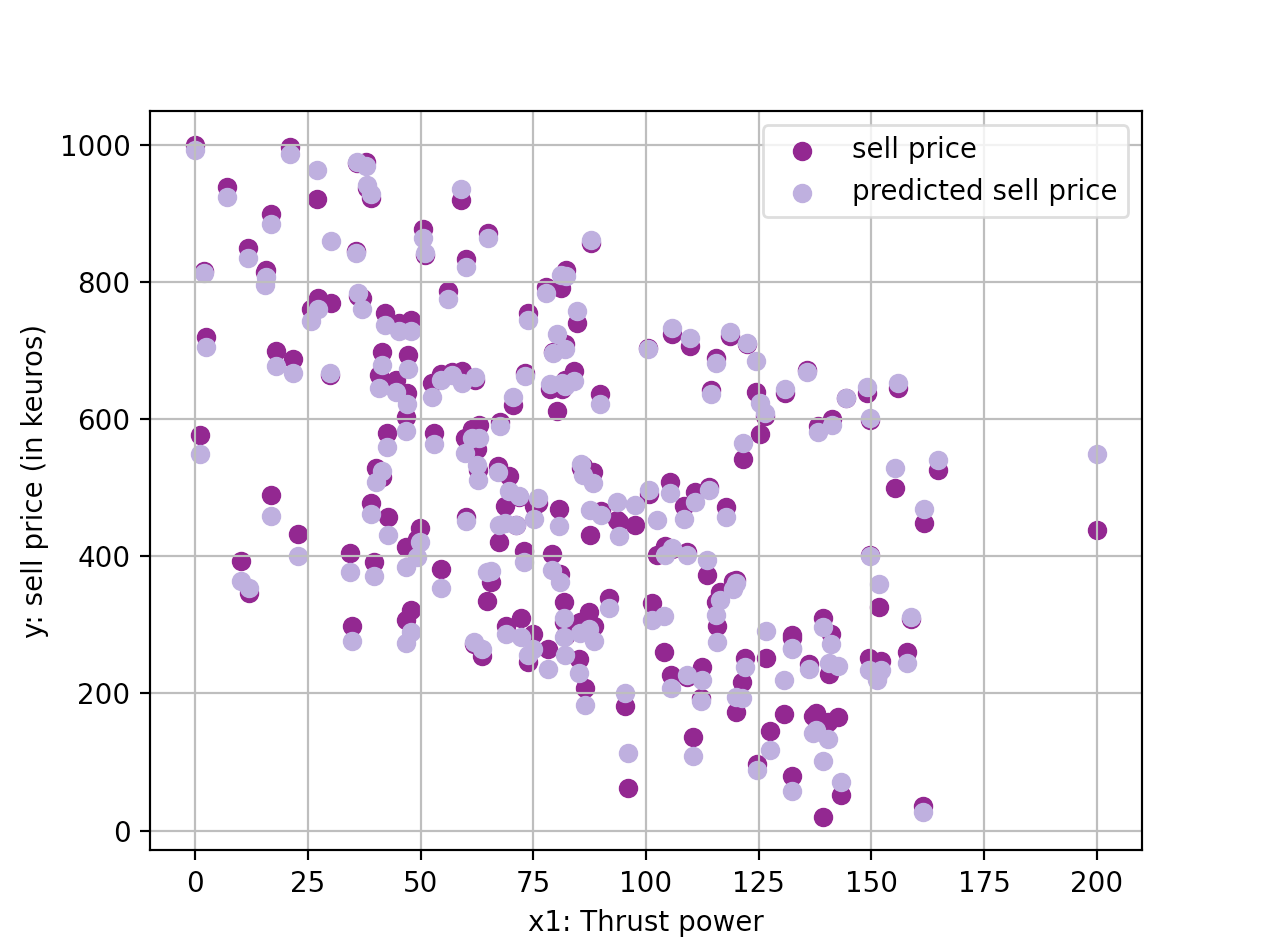 1000
800
600
400
200
0
y: sell price (in keuros)
sell price
predicted sell price
0 25 50 75 100 125 150 175 200
x1: Thrust power